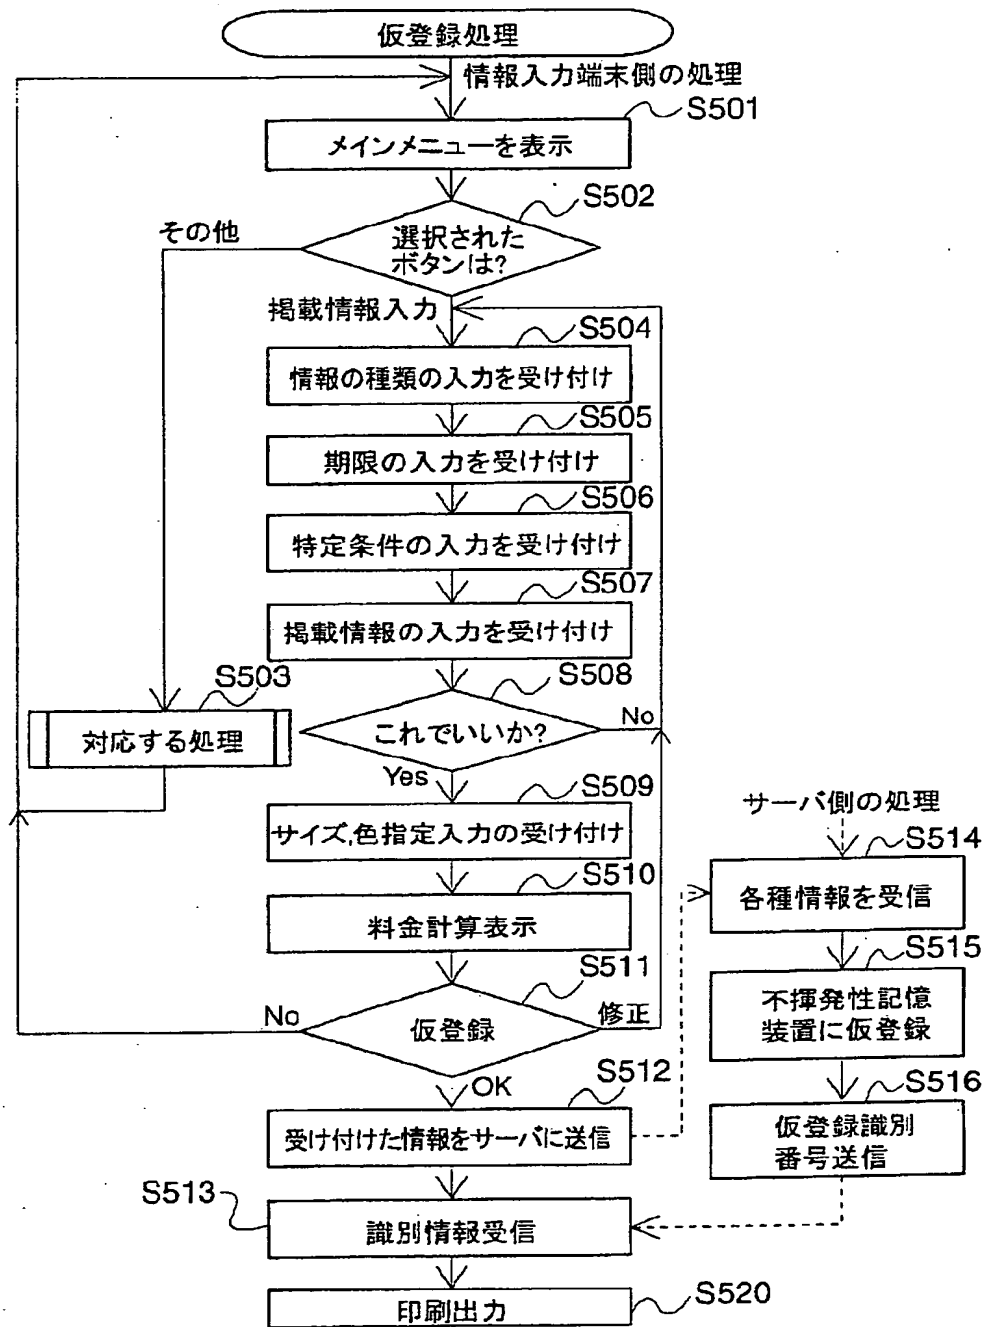 仮登録処理
情報入力端末側の処理
S501
メインメニューを表示
S502
選択された
ボタンは?
その他
掲載情報入力
S504
情報の種類の入力を受け付け
S505
期限の入力を受け付け
S506
特定条件の入力を受け付け
S507
掲載情報の入力を受け付け
S508
これでいいか?
No
Yes
S503
対応する処理
S509
サイズ,色指定入力の受け付け
S510
料金計算表示
S511
仮登録
No
修正
OK
S512
受け付けた情報をサーバに送信
S513
識別情報受信
S520
印刷出力
サーバ側の処理
S514
各種情報を受信
S515
不揮発性記憶
装置に仮登録
S516
仮登録識別
番号送信